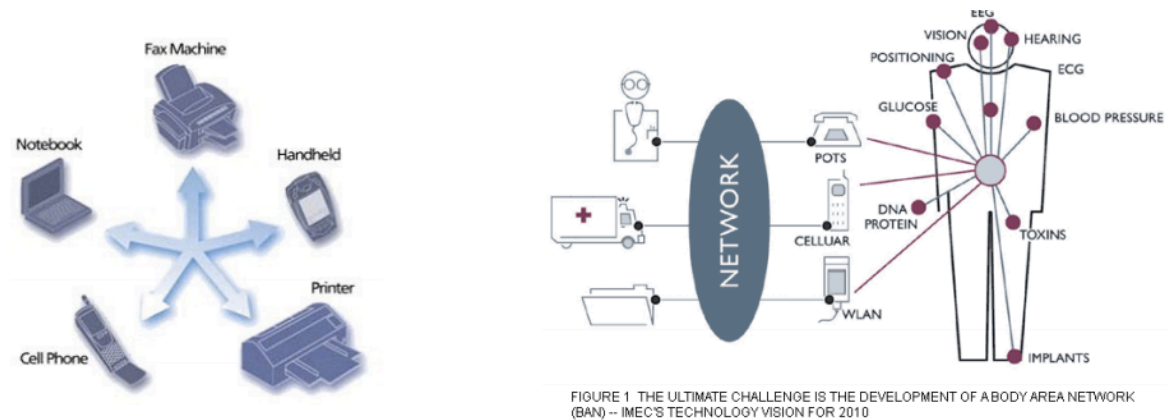 Fax Machine
Notebook
Handheld
Printer
Cell Phone
EEG
VISION
HEARING
POSITIONING
ECG
GLUCOSE
BLOOD PRESSURE
POTS
NETWORK
DNA
PROTEIN
CELLUAR
TOXINS
WLAN
IMPLANTS
FIGURE 1 THE ULTIMATE CHALLENGE IS THE DEVELOPMENT OF A BODY AREA NETWORK
(BAN) -- IMEC'S TECHNOLOGY VISION FOR 2010